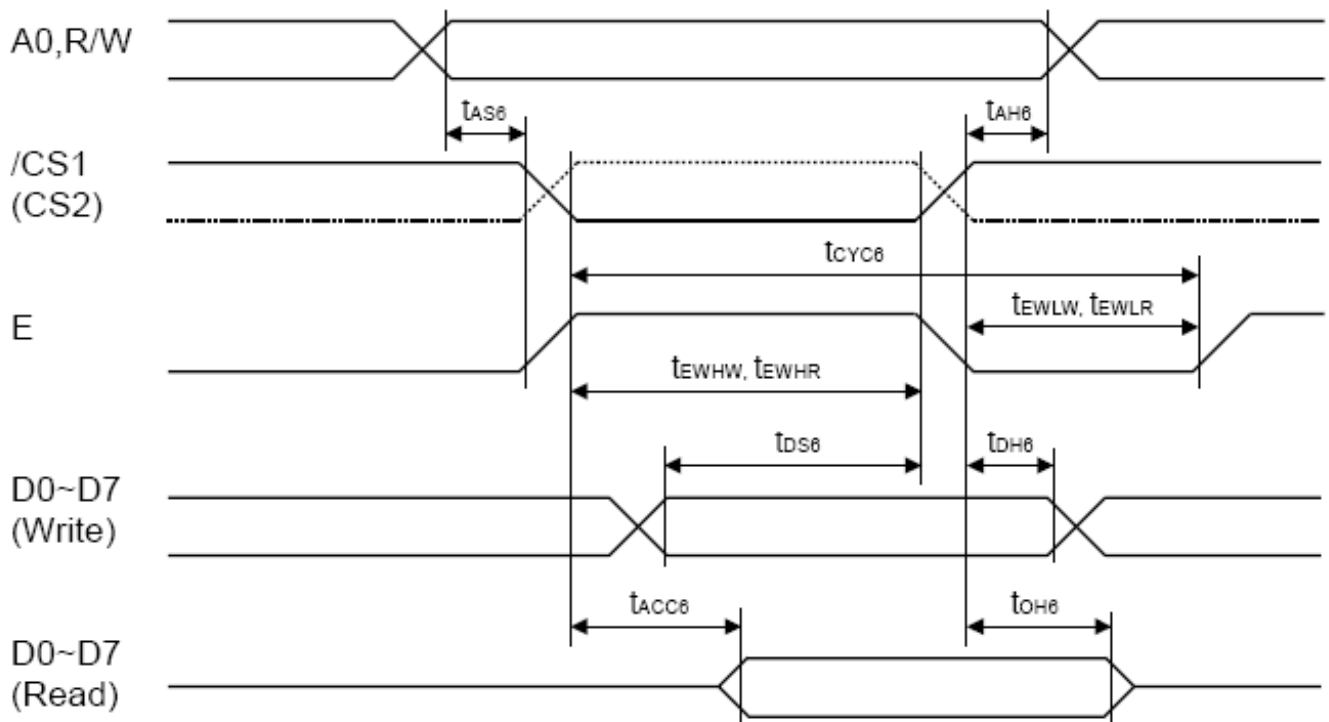 A0,R/W
tAS6
tAH6
/CS1
(CS2)
tCYC6
E
tEWLW, tEWLR
tEWHW, tEWHR
tDS6
tDH6
D0~D7
(Write)
tACC6
tOH6
D0~D7
(Read)